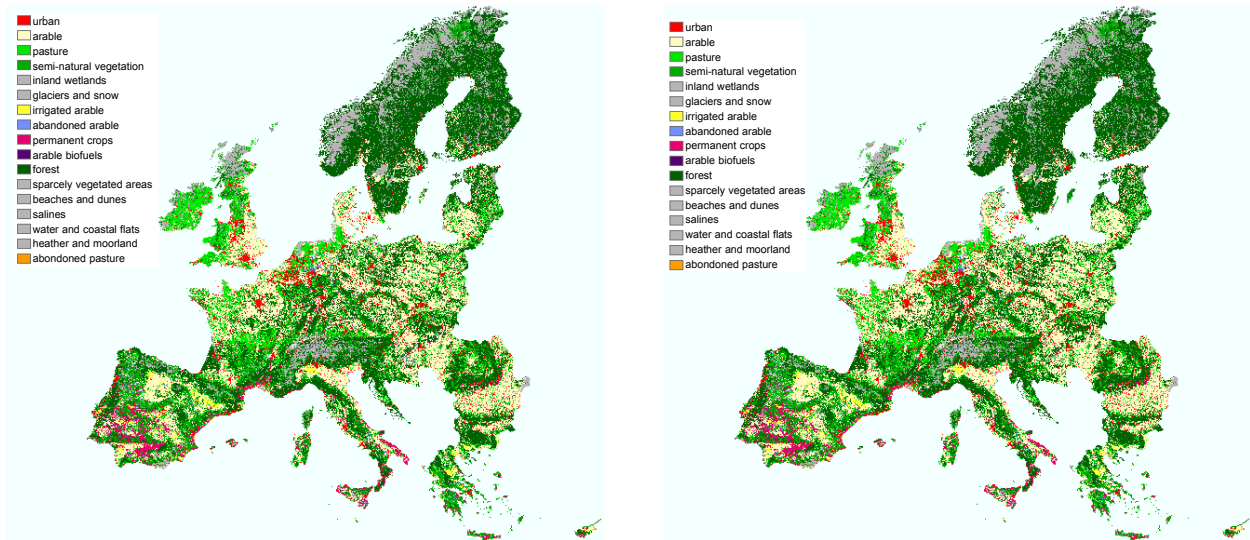 urban
arable
pasture
semi-natural vegetation
inland wetlands
glaciers and snow
irrigated arable
abandoned arable
permanent crops
arable biofuels
forest
sparcely vegetated areas
beaches and dunes
salines
water and coastal flats
heather and moorland
abondoned pasture
urban
arable
pasture
semi-natural vegetation
inland wetlands
glaciers and snow
irrigated arable
abandoned arable
permanent crops
arable biofuels
forest
sparcely vegetated areas
beaches and dunes
salines
water and coastal flats
heather and moorland
abondoned pasture